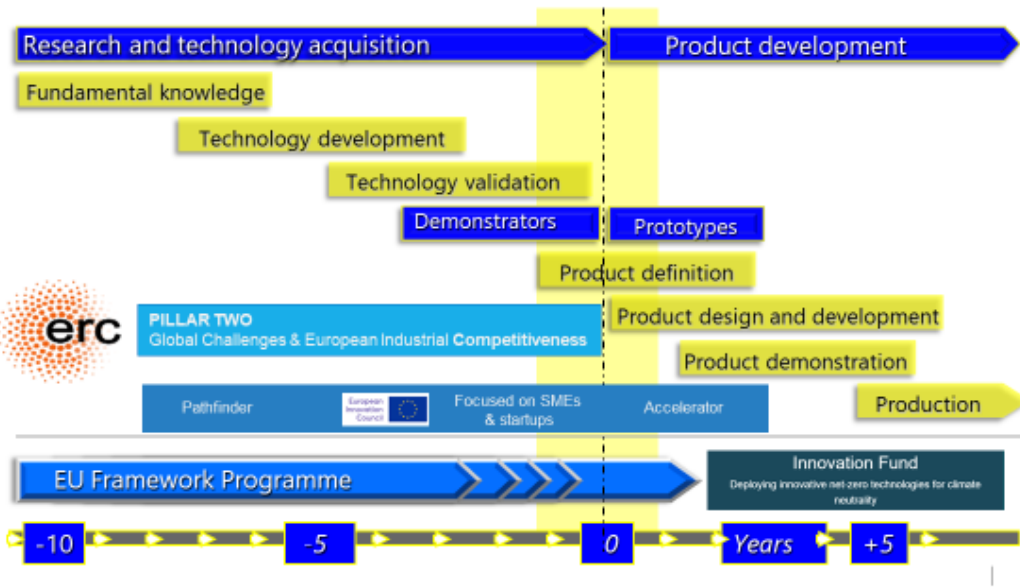 Research and technology acquisition
Product development
Fundamental knowledge
Technology development
Technology validation
Demonstrators
Prototypes
Product definition
erc
PILLAR TWO
Global Challenges & European Industrial Competitiveness
Product design and development
Product demonstration
Pathfinder
European
Innovation
Council
Focused on SMEs
& startups
Accelerator
Production
EU Framework Programme
Innovation Fund
Deploying innovative net-zero technologies for climate
neutrality
-10
-5
0
Years
+5